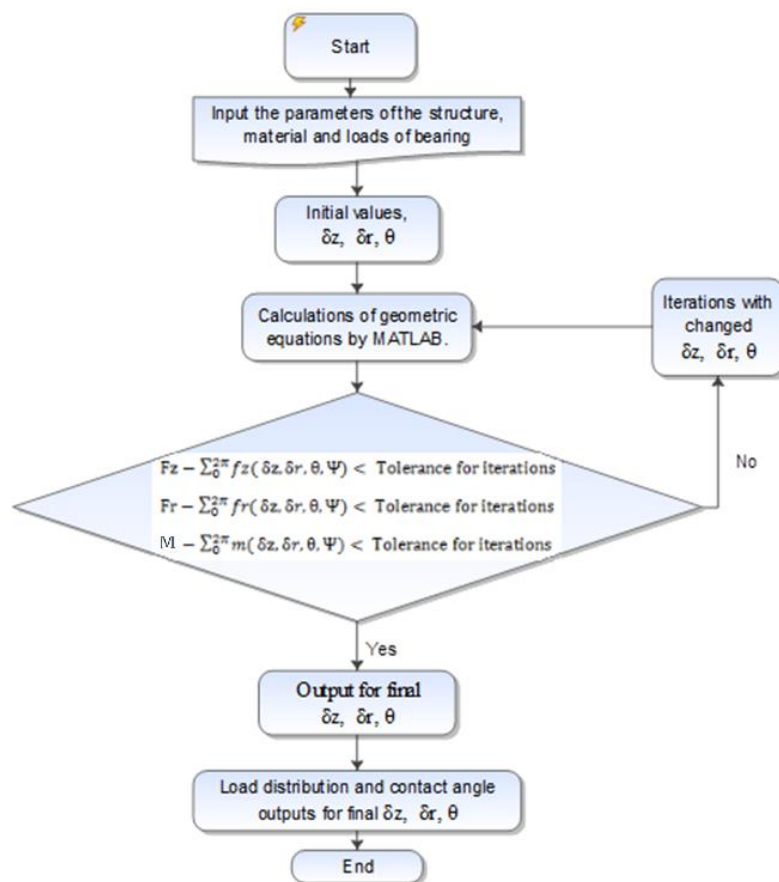 Start
Input the parameters of the structure,
material and loads of bearing
Initial values,
δz, δr, θ
Calculations of geometric
equations by MATLAB.
Iterations with
changed
δz, δr, θ
Fz − ∑₀²ᵖⁱ fz( δz, δr, θ, Ψ) < Tolerance for iterations
Fr − ∑₀²ᵖⁱ fr( δz, δr, θ, Ψ) < Tolerance for iterations
M − ∑₀²ᵖⁱ m( δz, δr, θ, Ψ) < Tolerance for iterations
No
Yes
Output for final
δz, δr, θ
Load distribution and contact angle
outputs for final δz, δr, θ
End